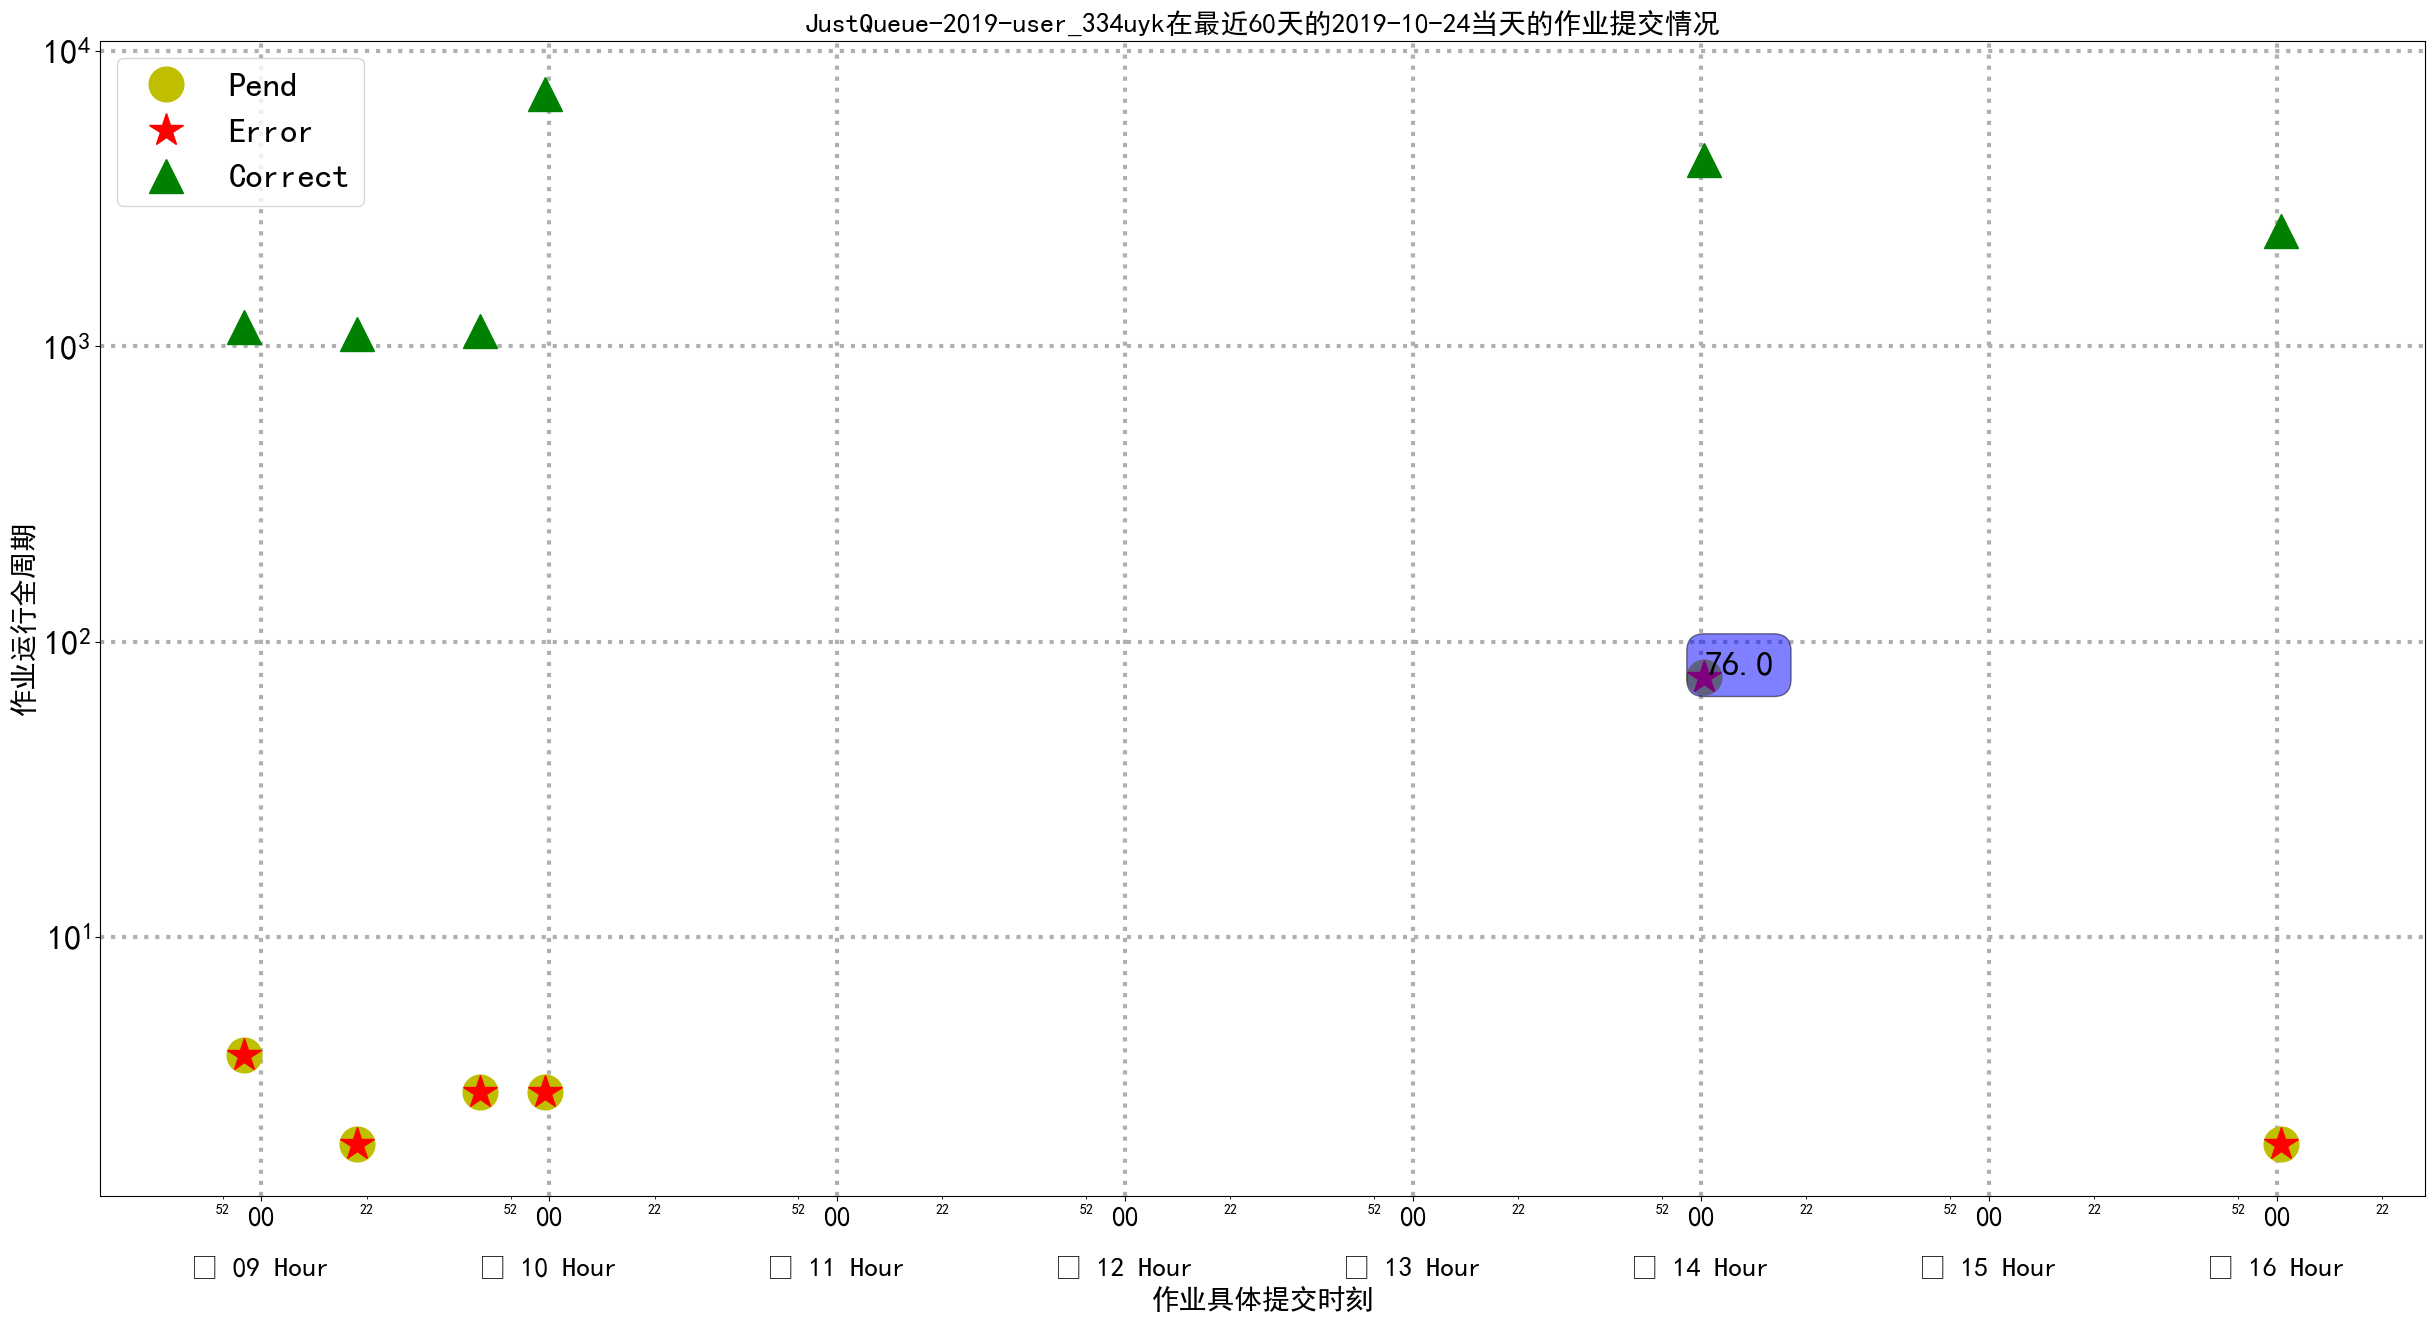 JustQueue-2019-user_334uyk在最近60天的2019-10-24当天的作业提交情况
10⁴
Pend
Error
Correct
10³
作业运行全周期
10²
76.0
10¹
52 00 22 52 00 22 52 00 22 52 00 22 52 00 22 52 00 22 52 00 22 52 00 22
□ 09 Hour □ 10 Hour □ 11 Hour □ 12 Hour □ 13 Hour □ 14 Hour □ 15 Hour □ 16 Hour
作业具体提交时刻